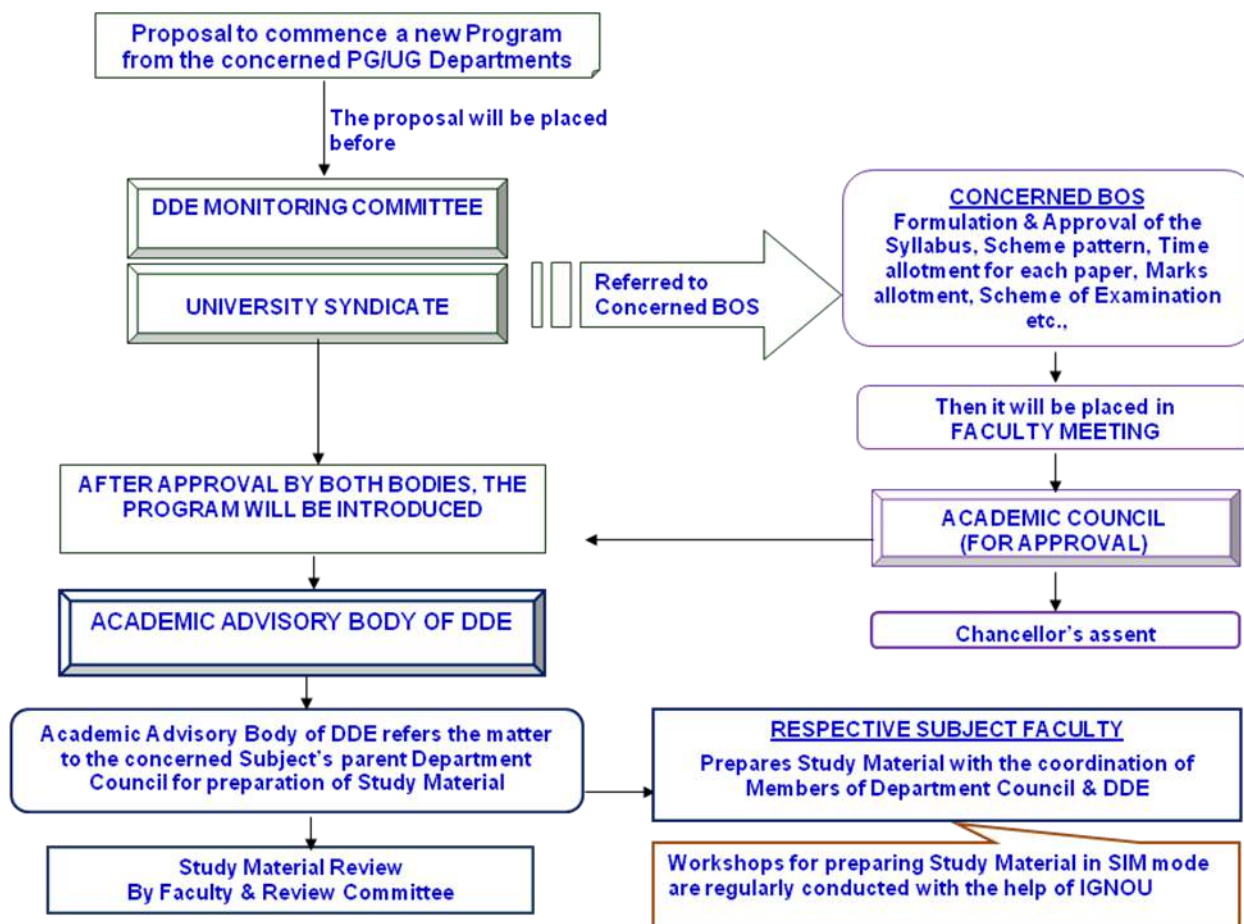 Proposal to commence a new Program
from the concerned PG/UG Departments
The proposal will be placed
before
DDE MONITORING COMMITTEE
UNIVERSITY SYNDICATE
Referred to
Concerned BOS
CONCERNED BOS
Formulation & Approval of the
Syllabus, Scheme pattern, Time
allotment for each paper, Marks
allotment, Scheme of Examination
etc.,
Then it will be placed in
FACULTY MEETING
ACADEMIC COUNCIL
(FOR APPROVAL)
Chancellor's assent
AFTER APPROVAL BY BOTH BODIES, THE
PROGRAM WILL BE INTRODUCED
ACADEMIC ADVISORY BODY OF DDE
Academic Advisory Body of DDE refers the matter
to the concerned Subject's parent Department
Council for preparation of Study Material
RESPECTIVE SUBJECT FACULTY
Prepares Study Material with the coordination of
Members of Department Council & DDE
Study Material Review
By Faculty & Review Committee
Workshops for preparing Study Material in SIM mode
are regularly conducted with the help of IGNOU